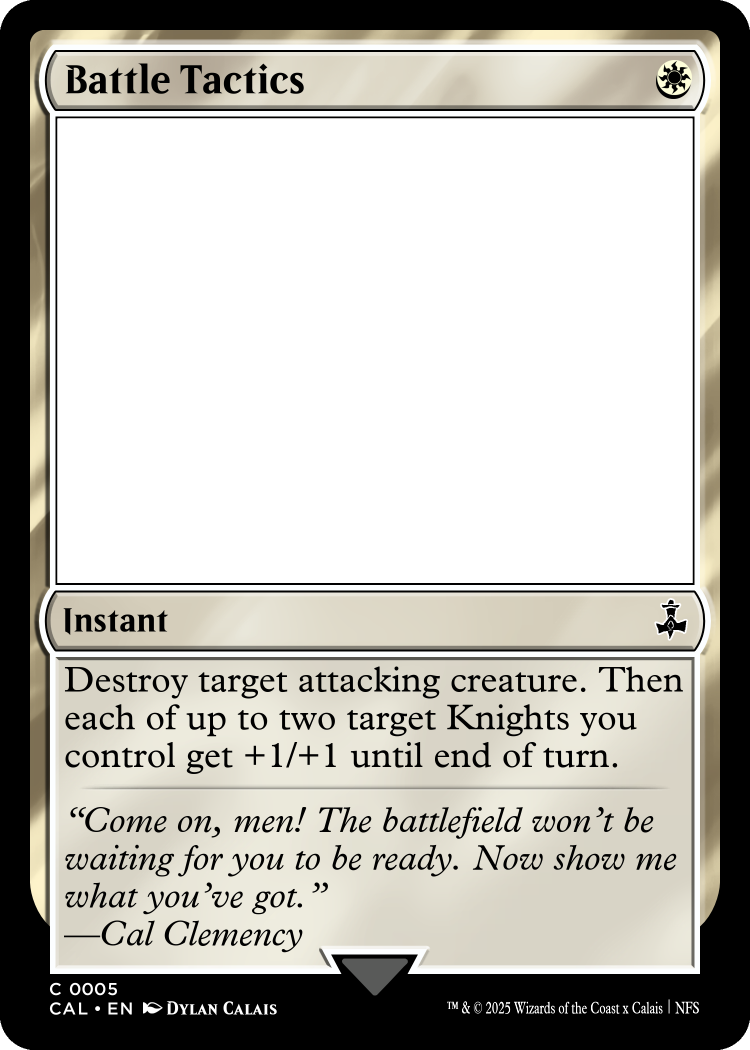 Battle Tactics
Instant
Destroy target attacking creature. Then
each of up to two target Knights you
control get +1/+1 until end of turn.
“Come on, men! The battlefield won’t be
waiting for you to be ready. Now show me
what you’ve got.”
—Cal Clemency
C 0005
CAL • EN Dylan Calais
™ & © 2025 Wizards of the Coast x Calais | NFS